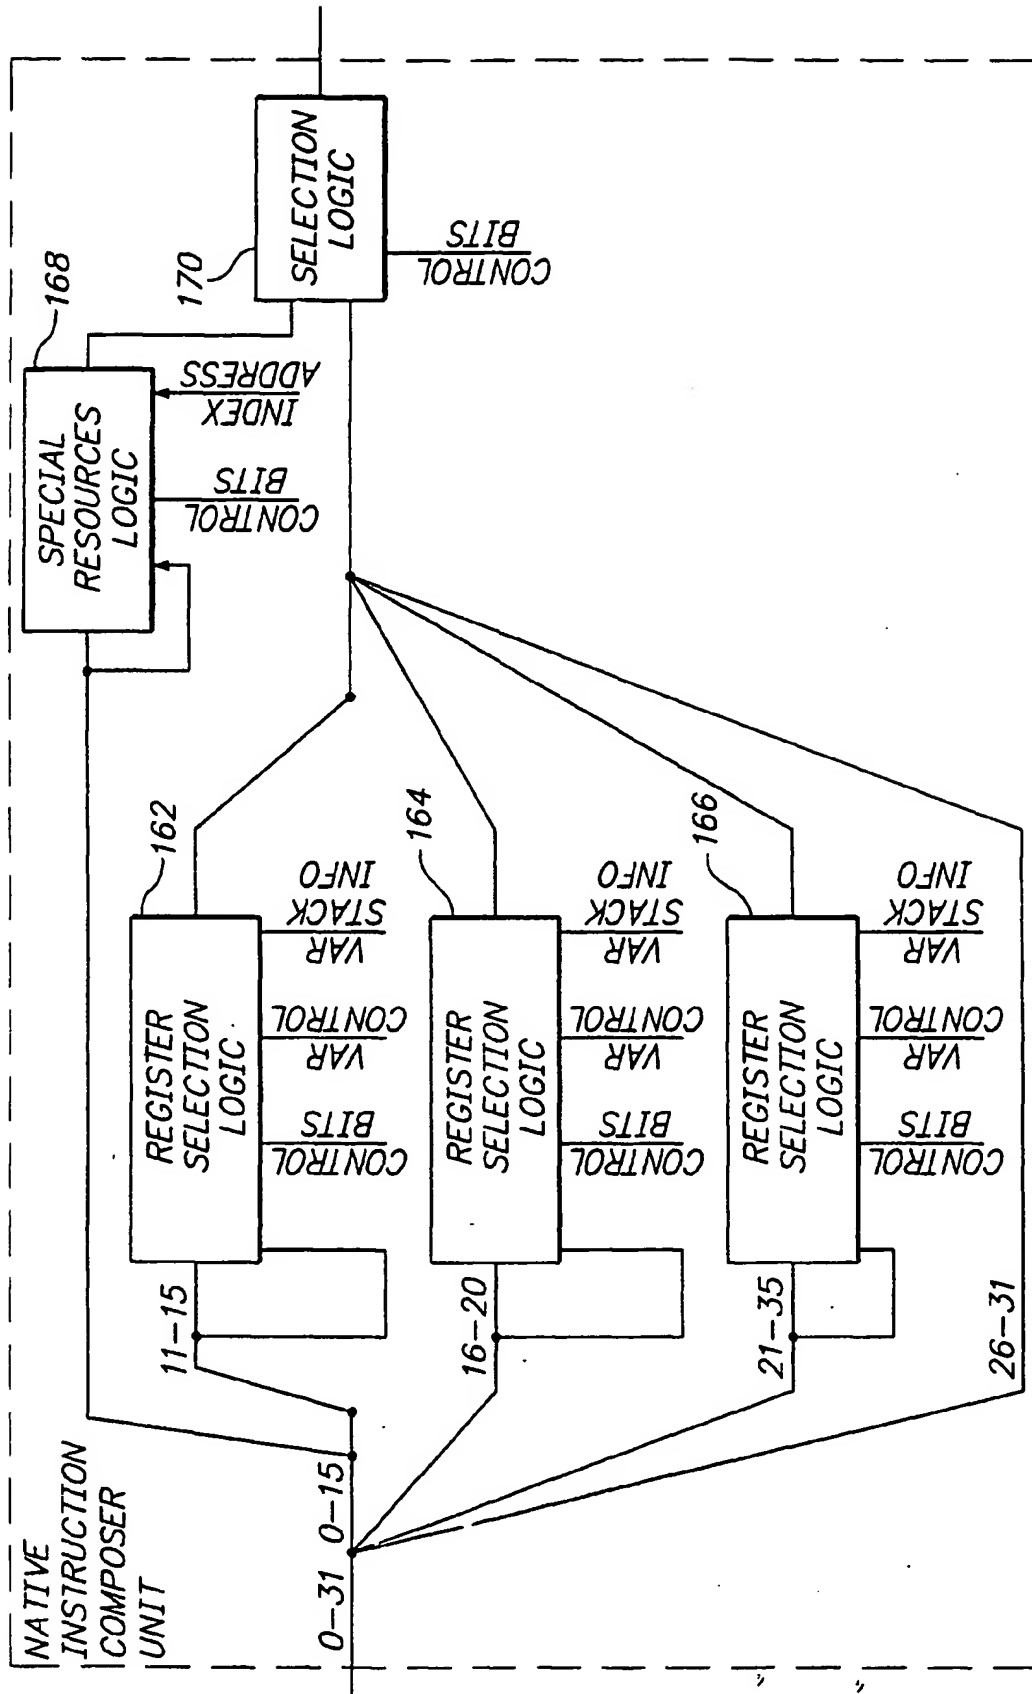 NATIVE
INSTRUCTION
COMPOSER
UNIT
0-31
0-15
11-15
16-20
21-35
26-31
REGISTER
SELECTION
LOGIC
162
CONTROL
BITS
VAR
CONTROL
VAR
STACK
INFO
REGISTER
SELECTION
LOGIC
164
CONTROL
BITS
VAR
CONTROL
VAR
STACK
INFO
REGISTER
SELECTION
LOGIC
166
CONTROL
BITS
VAR
CONTROL
VAR
STACK
INFO
SPECIAL
RESOURCES
LOGIC
168
CONTROL
BITS
INDEX
ADDRESS
170
SELECTION
LOGIC
CONTROL
BITS